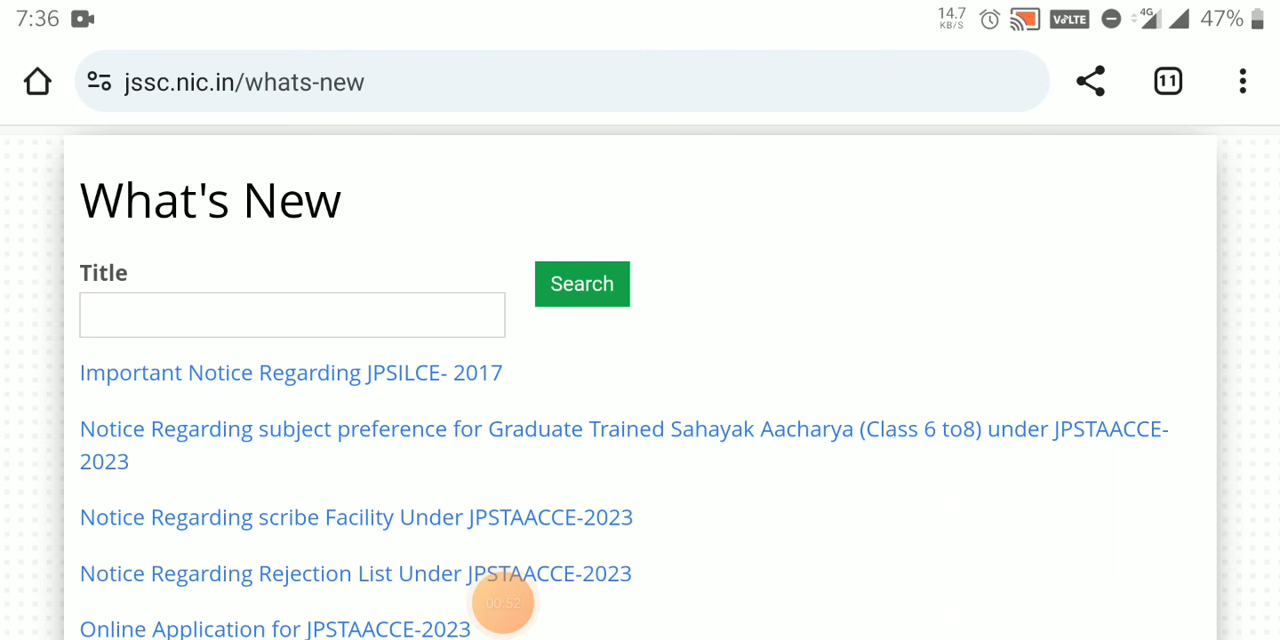 7:36 14.7 KB/S VoLTE 4G 47%
jssc.nic.in/whats-new 11
What's New
Title
Search
Important Notice Regarding JPSILCE- 2017
Notice Regarding subject preference for Graduate Trained Sahayak Aacharya (Class 6 to8) under JPSTAACCE-
2023
Notice Regarding scribe Facility Under JPSTAACCE-2023
Notice Regarding Rejection List Under JPSTAACCE-2023
00:52
Online Application for JPSTAACCE-2023